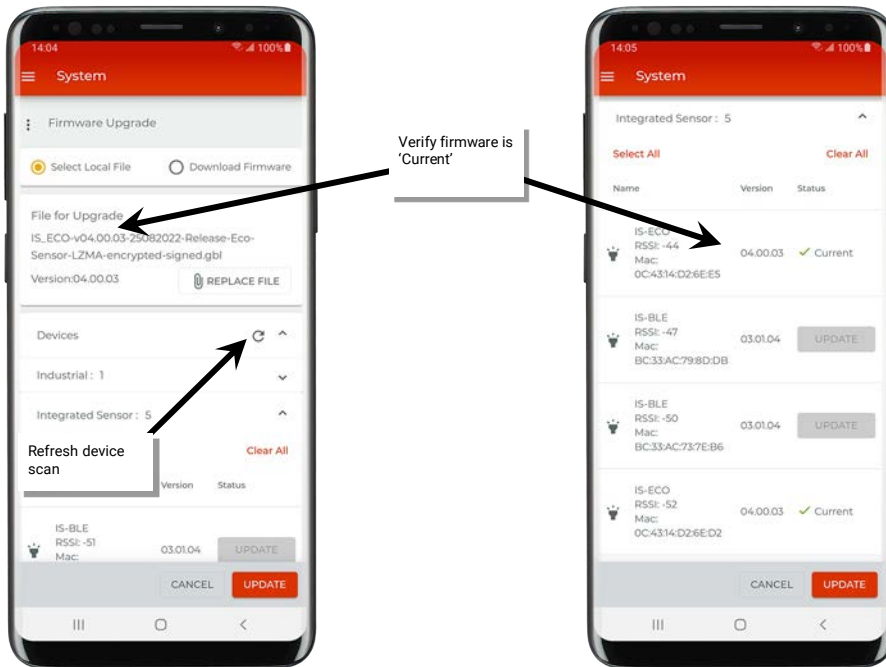 14:04
100%
System
Firmware Upgrade
Select Local File
Download Firmware
File for Upgrade
IS_ECO-v04.00.03-25082022-Release-Eco-
Sensor-LZMA-encrypted-signed.gbl
Version:04.00.03
REPLACE FILE
Devices
Industrial : 1
Integrated Sensor : 5
Refresh device
scan
Clear All
Version
Status
IS-BLE
RSSI: -51
Mac:
03.01.04
UPDATE
CANCEL
UPDATE
Verify firmware is
‘Current’
14:05
100%
System
Integrated Sensor : 5
Select All
Clear All
Name
Version
Status
IS-ECO
RSSI: -44
Mac:
0C:43:14:D2:6E:E5
04.00.03
Current
IS-BLE
RSSI: -47
Mac:
BC:33:AC:79:8D:DB
03.01.04
UPDATE
IS-BLE
RSSI: -50
Mac:
BC:33:AC:73:7E:B6
03.01.04
UPDATE
IS-ECO
RSSI: -52
Mac:
0C:43:14:D2:6E:D2
04.00.03
Current
CANCEL
UPDATE